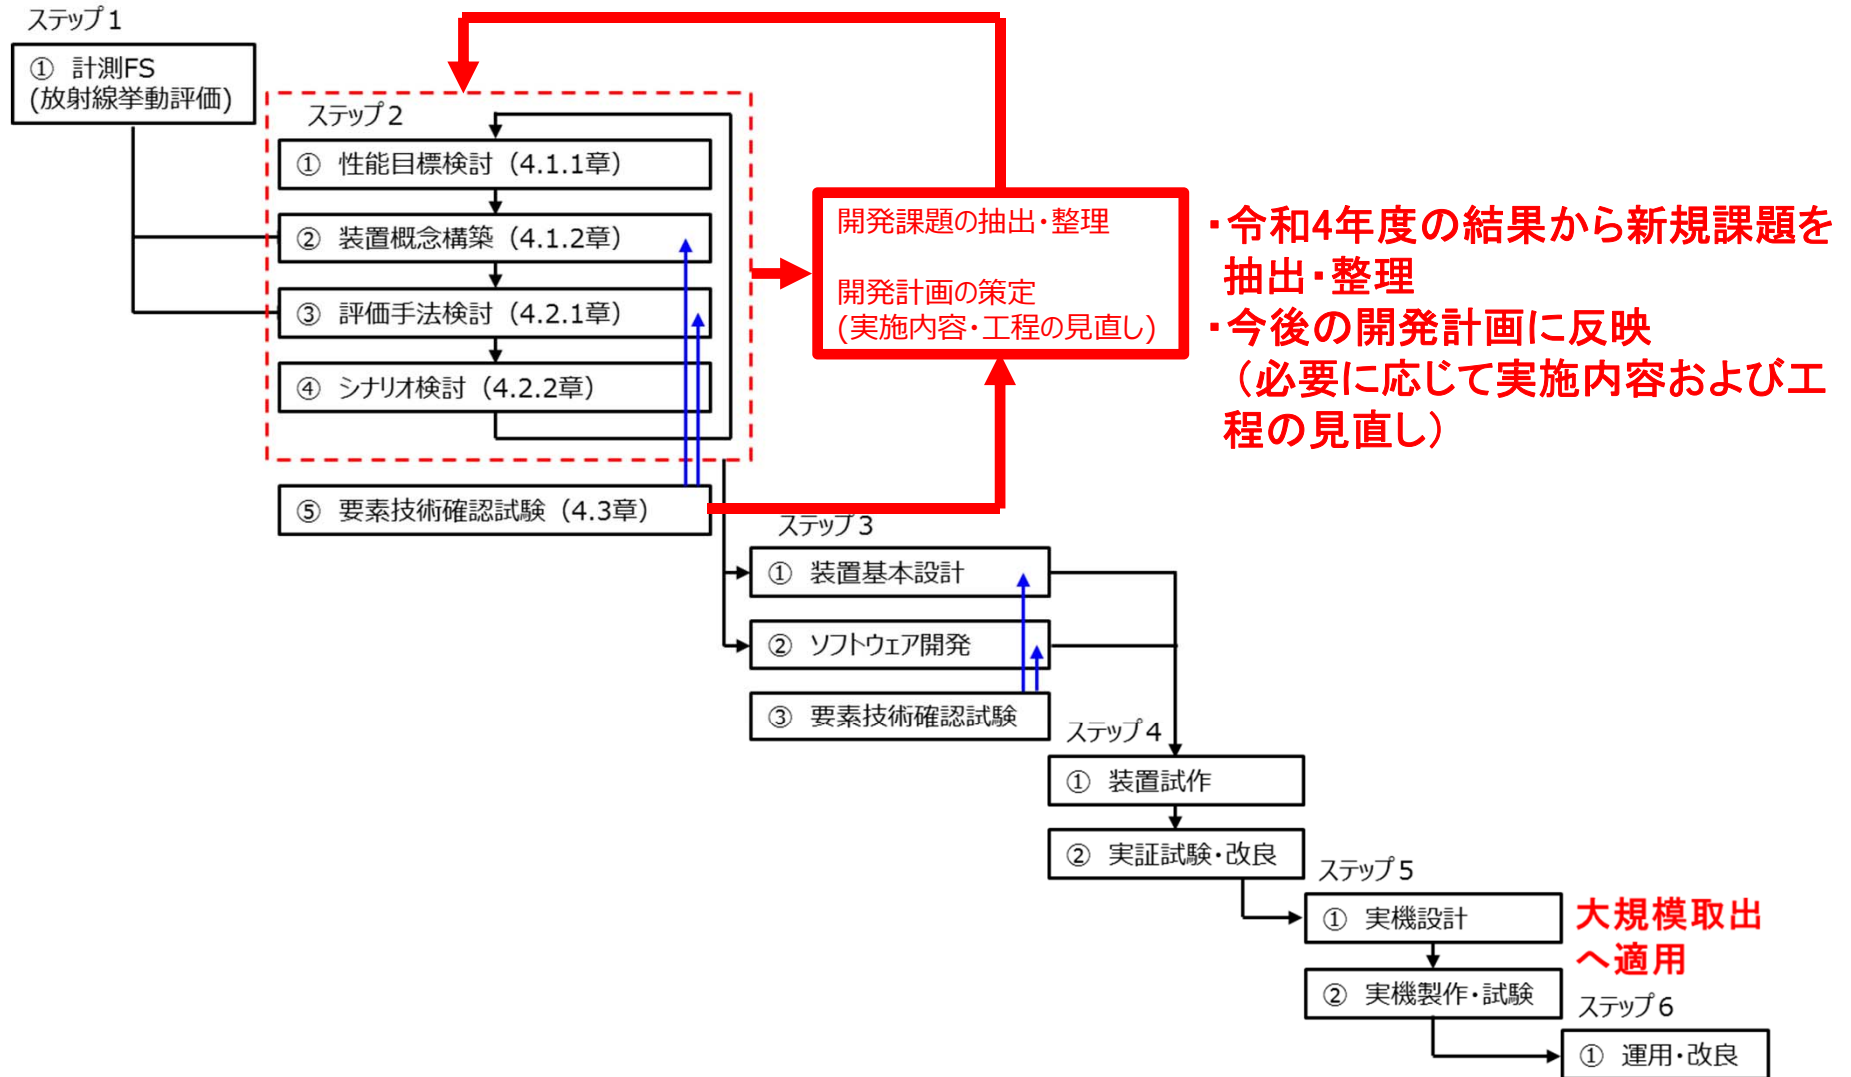 ステップ1
① 計測FS
(放射線挙動評価)
ステップ2
① 性能目標検討（4.1.1章）
② 装置概念構築（4.1.2章）
③ 評価手法検討（4.2.1章）
④ シナリオ検討（4.2.2章）
⑤ 要素技術確認試験（4.3章）
開発課題の抽出・整理
開発計画の策定
(実施内容・工程の見直し)
・令和4年度の結果から新規課題を
抽出・整理
・今後の開発計画に反映
（必要に応じて実施内容および工
程の見直し）
ステップ3
① 装置基本設計
② ソフトウェア開発
③ 要素技術確認試験
ステップ4
① 装置試作
② 実証試験・改良
ステップ5
① 実機設計
② 実機製作・試験
大規模取出
へ適用
ステップ6
① 運用・改良